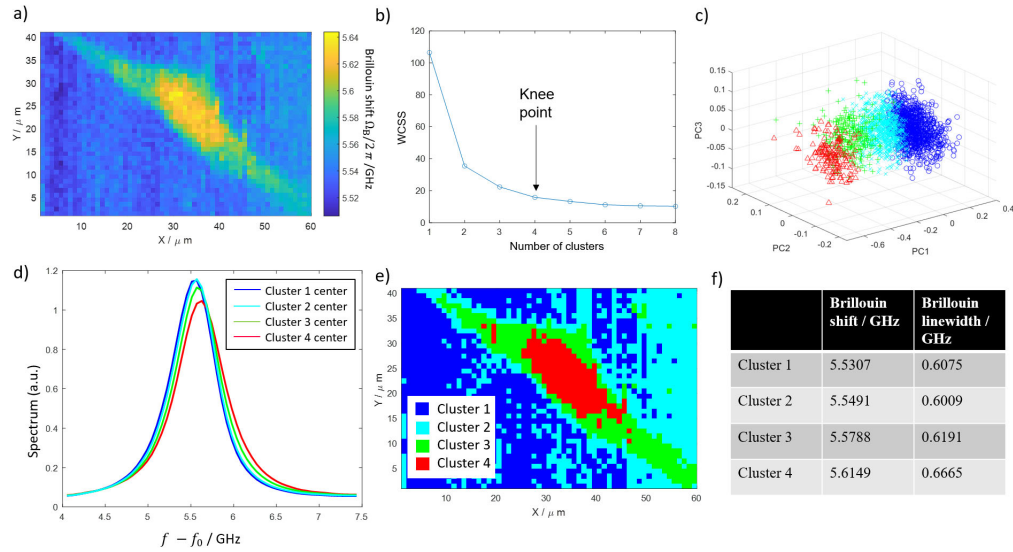 a)
40
35
30
25
20
15
10
5
Y / μ m
10 20 30 40 50 60
X / μ m
5.64
5.62
5.6
5.58
5.56
5.54
5.52
Brillouin shift Ω_B/2 π /GHz
b)
120
100
80
60
40
20
0
WCSS
Knee
point
1 2 3 4 5 6 7 8
Number of clusters
c)
0.15
0.1
0.05
0
-0.05
-0.1
-0.15
PC3
0.2
0.1
0
-0.1
-0.2
PC2
-0.6
-0.4
-0.2
0
0.2
0.4
PC1
d)
1.2
1
0.8
0.6
0.4
0.2
0
Spectrum (a.u.)
Cluster 1 center
Cluster 2 center
Cluster 3 center
Cluster 4 center
4 4.5 5 5.5 6 6.5 7 7.5
f − f₀ / GHz
e)
40
35
30
25
20
15
10
5
Y / μ m
Cluster 1
Cluster 2
Cluster 3
Cluster 4
10 20 30 40 50 60
X / μ m
f)
Brillouin shift / GHz
Brillouin linewidth / GHz
Cluster 1 5.5307 0.6075
Cluster 2 5.5491 0.6009
Cluster 3 5.5788 0.6191
Cluster 4 5.6149 0.6665